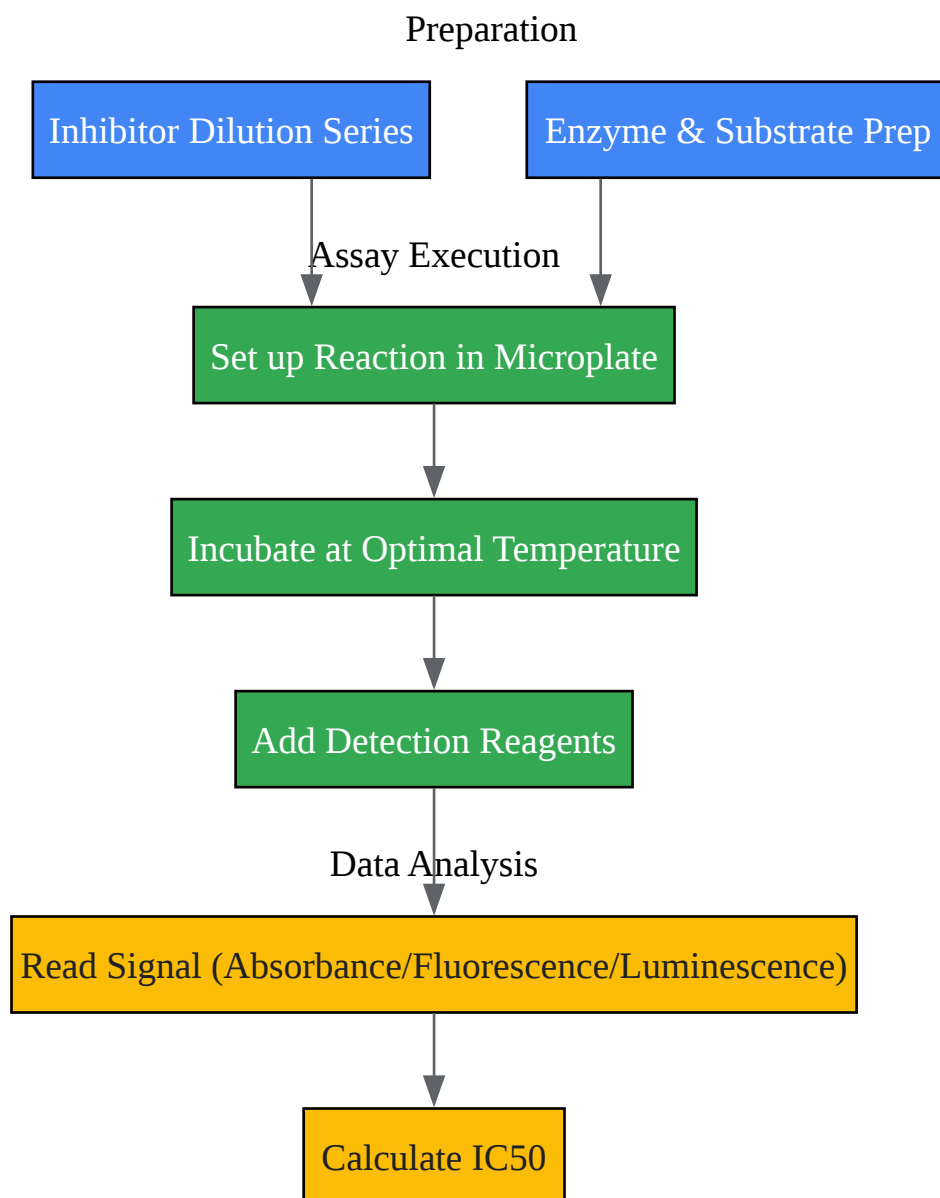 Preparation
Inhibitor Dilution Series
Enzyme & Substrate Prep
Assay Execution
Set up Reaction in Microplate
Incubate at Optimal Temperature
Add Detection Reagents
Data Analysis
Read Signal (Absorbance/Fluorescence/Luminescence)
Calculate IC50